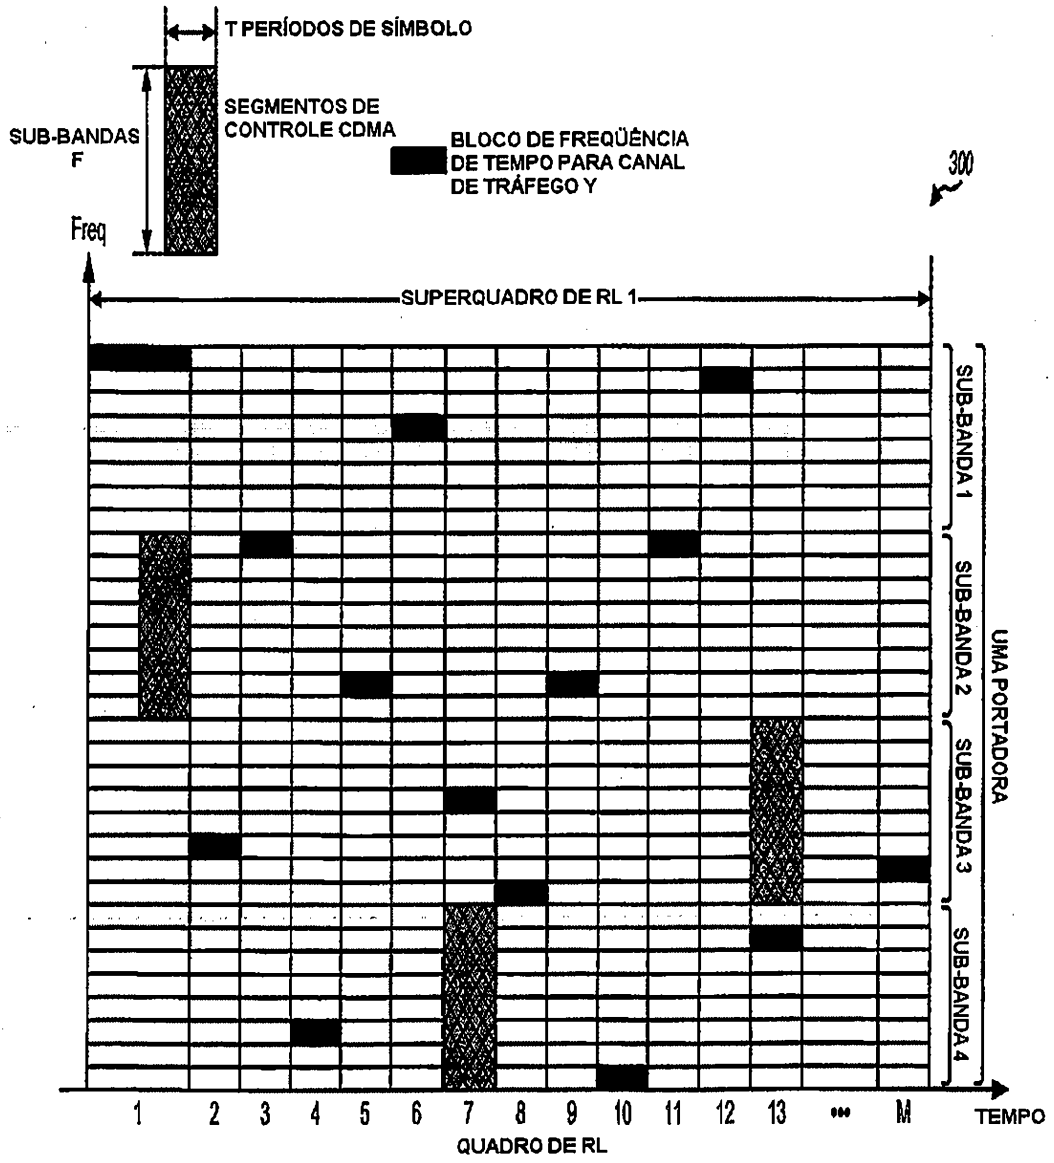 T PERÍODOS DE SÍMBOLO
SEGMENTOS DE
CONTROLE CDMA
SUB-BANDAS
F
BLOCO DE FREQÜÊNCIA
DE TEMPO PARA CANAL
DE TRÁFEGO Y
300
Freq
SUPERQUADRO DE RL 1
SUB-BANDA 1
SUB-BANDA 2
SUB-BANDA 3
SUB-BANDA 4
UMA PORTADORA
1 2 3 4 5 6 7 8 9 10 11 12 13 ••• M TEMPO
QUADRO DE RL